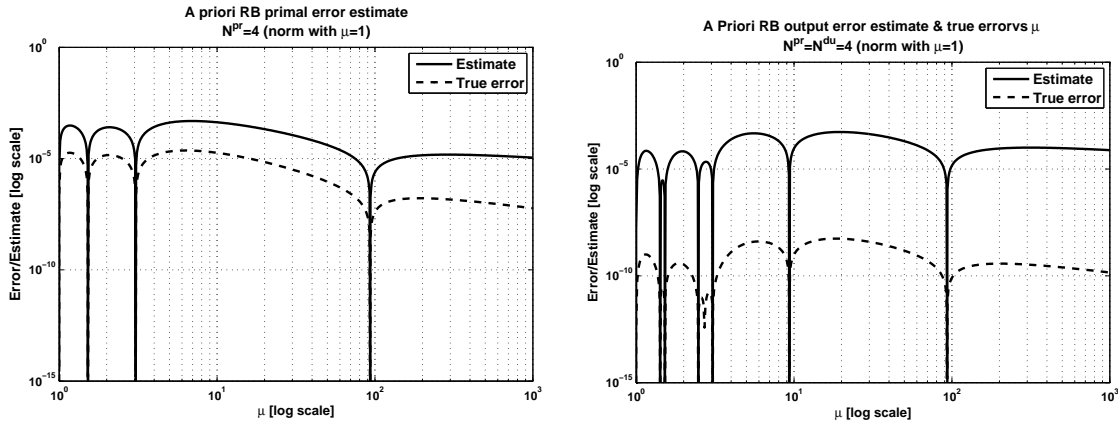 A priori RB primal error estimate
N^pr=4 (norm with μ=1)
Error/Estimate [log scale]
10^0
10^−5
10^−10
10^−15
Estimate
True error
10^0
10^1
10^2
10^3
μ [log scale]
A Priori RB output error estimate & true errorvs μ
N^pr=N^du=4 (norm with μ=1)
Error/Estimate [log scale]
10^0
10^−5
10^−10
10^−15
Estimate
True error
10^0
10^1
10^2
10^3
μ [log scale]